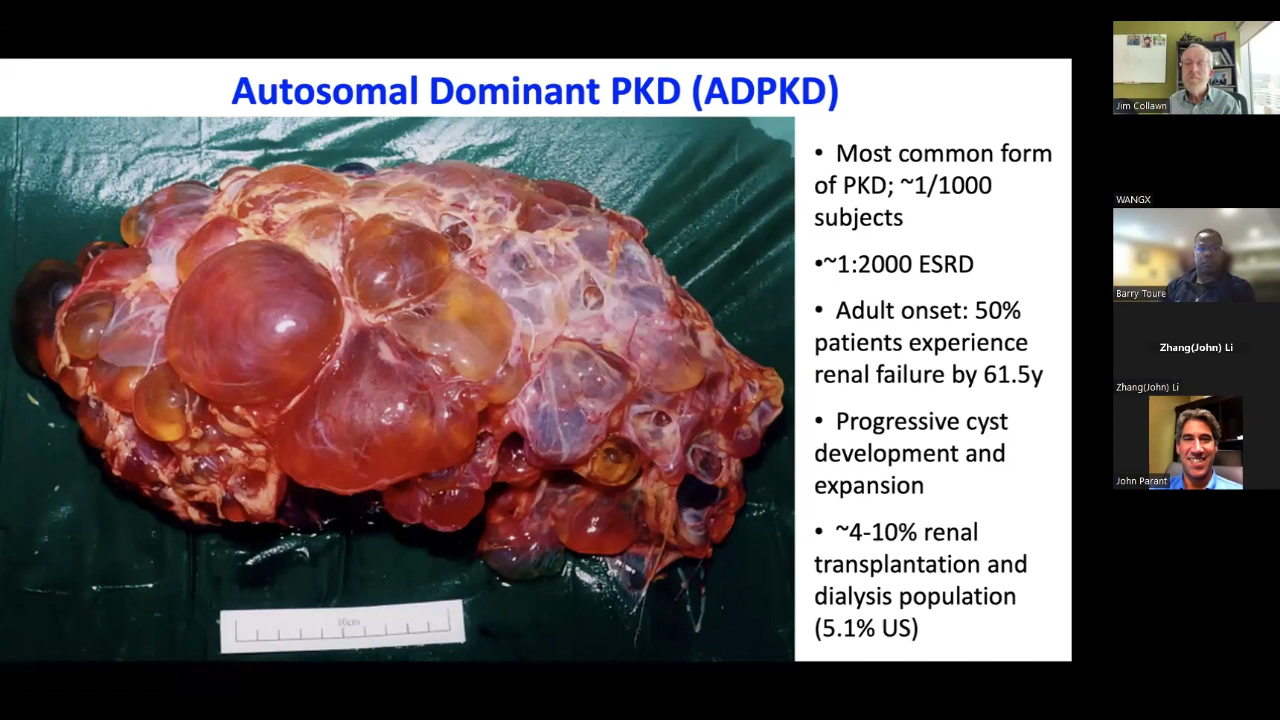 Autosomal Dominant PKD (ADPKD)
• Most common form
of PKD; ~1/1000
subjects
•~1:2000 ESRD
• Adult onset: 50%
patients experience
renal failure by 61.5y
• Progressive cyst
development and
expansion
• ~4-10% renal
transplantation and
dialysis population
(5.1% US)
10cm
Jim Collawn
WANGX
Barry Toure
Zhang(John) Li
Zhang(John) Li
John Parant